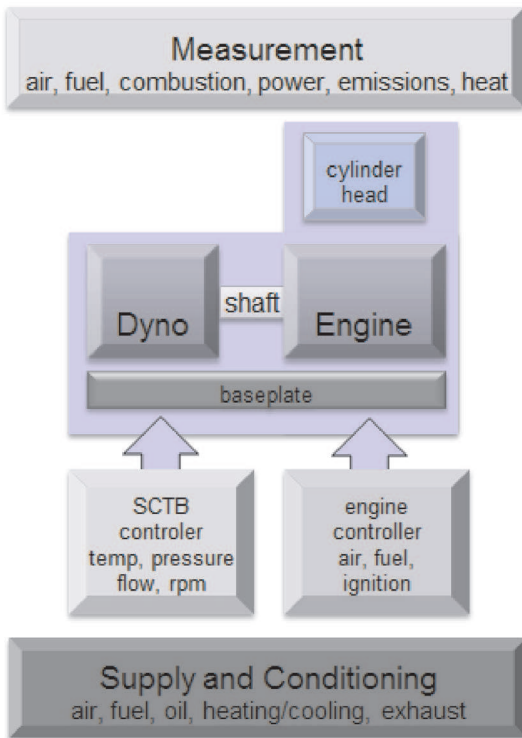 Measurement
air, fuel, combustion, power, emissions, heat
cylinder
head
Dyno
shaft
Engine
baseplate
SCTB
controler
temp, pressure
flow, rpm
engine
controller
air, fuel,
ignition
Supply and Conditioning
air, fuel, oil, heating/cooling, exhaust